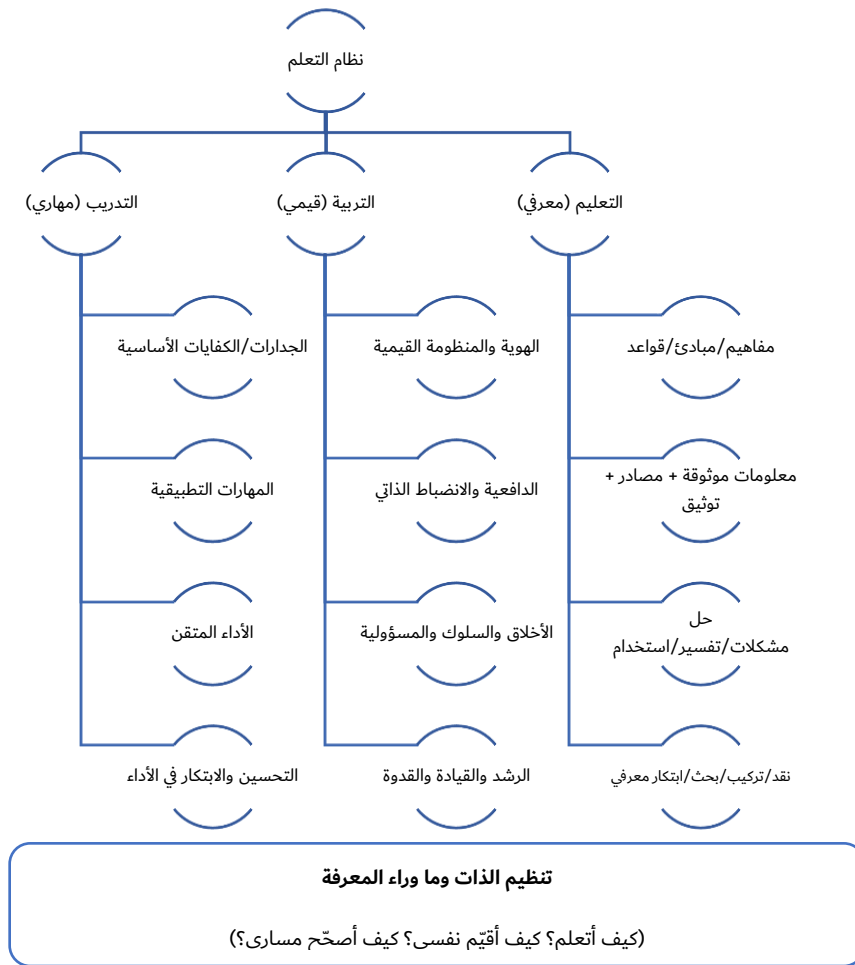 نظام التعلم
التعليم (معرفي)
التربية (قيمي)
التدريب (مهاري)
مفاهيم/مبادئ/قواعد
الهوية والمنظومة القيمية
الجدارات/الكفايات الأساسية
معلومات موثوقة + مصادر +
توثيق
الدافعية والانضباط الذاتي
المهارات التطبيقية
حل
مشكلات/تفسير/استخدام
الأخلاق والسلوك والمسؤولية
الأداء المتقن
نقد/تركيب/بحث/ابتكار معرفي
الرشد والقيادة والقدوة
التحسين والابتكار في الأداء
تنظيم الذات وما وراء المعرفة
(كيف أتعلم؟ كيف أقيّم نفسي؟ كيف أصحّح مساري؟)